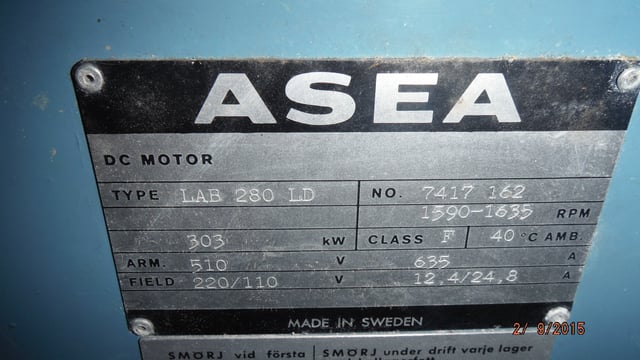 ASEA
DC MOTOR
TYPE LAB 280 LD NO. 7417 162
1590-1635 RPM
303 kW CLASS F 40 °C AMB.
ARM. 510 V 635 A
FIELD 220/110 V 12,4/24,8 A
MADE IN SWEDEN
2/ 9/2015
SMÖRJ vid första SMÖRJ under drift varje lager